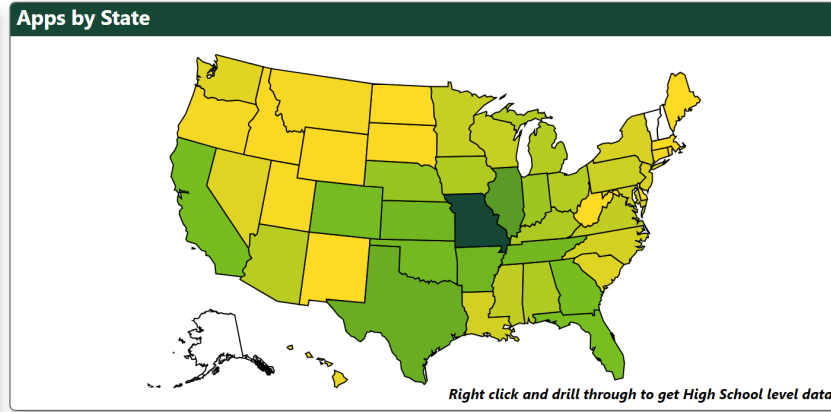 Apps by State
Right click and drill through to get High School level data